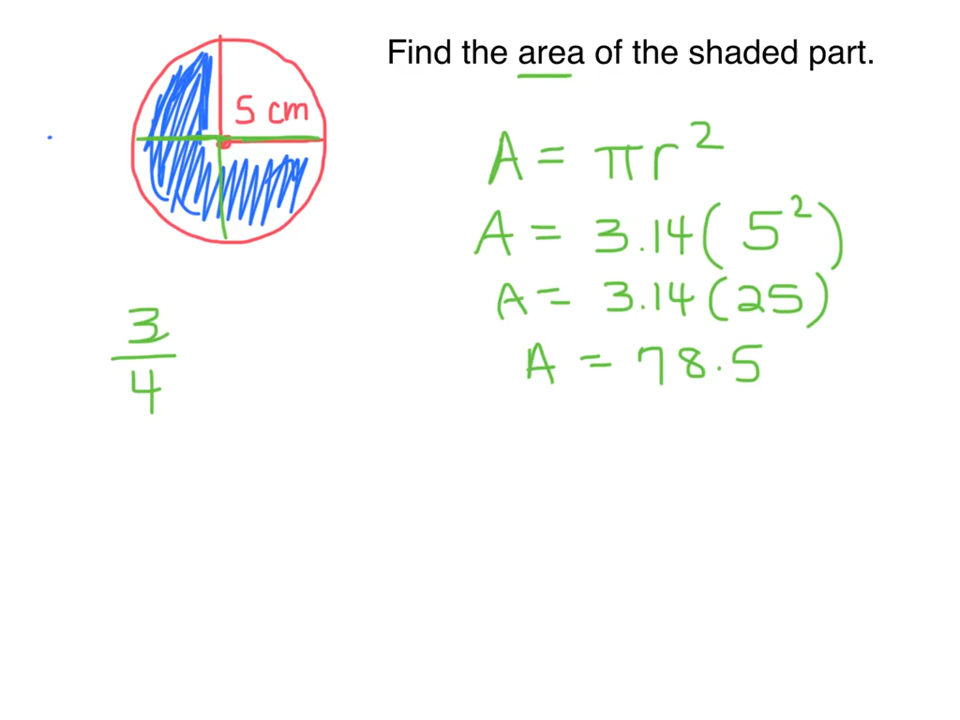 Find the area of the shaded part.
5 cm
A = πr²
A = 3.14(5²)
A = 3.14(25)
A = 78.5
3
4